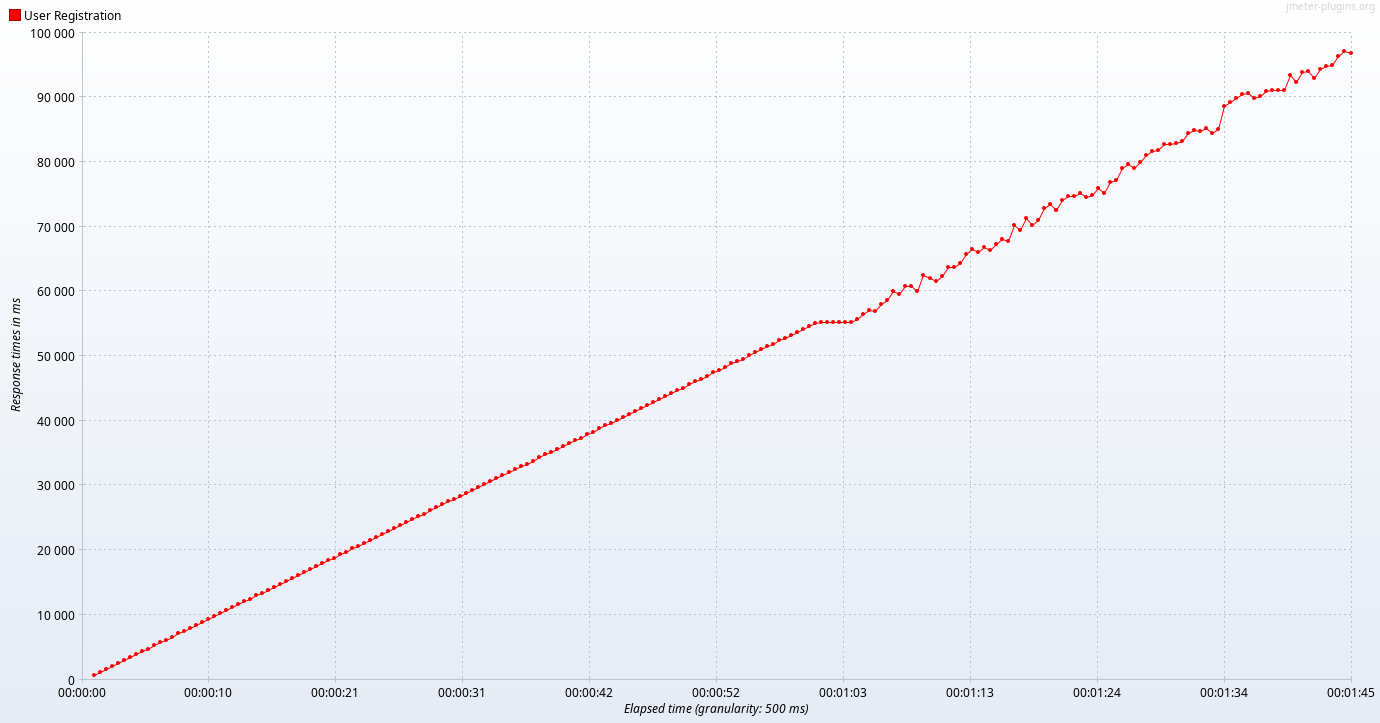 jmeter-plugins.org
User Registration
100 000
90 000
80 000
70 000
60 000
50 000
40 000
30 000
20 000
10 000
0
Response times in ms
00:00:00 00:00:10 00:00:21 00:00:31 00:00:42 00:00:52 00:01:03 00:01:13 00:01:24 00:01:34 00:01:45
Elapsed time (granularity: 500 ms)